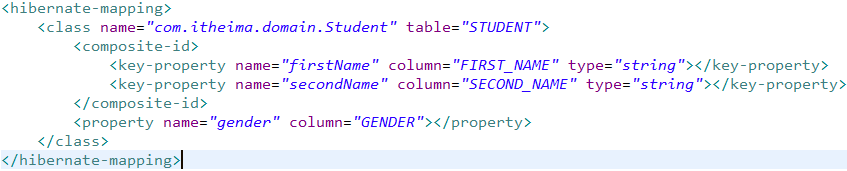 <hibernate-mapping>
    <class name="com.itheima.domain.Student" table="STUDENT">
        <composite-id>
            <key-property name="firstName" column="FIRST_NAME" type="string"></key-property>
            <key-property name="secondName" column="SECOND_NAME" type="string"></key-property>
        </composite-id>
        <property name="gender" column="GENDER"></property>
    </class>
</hibernate-mapping>